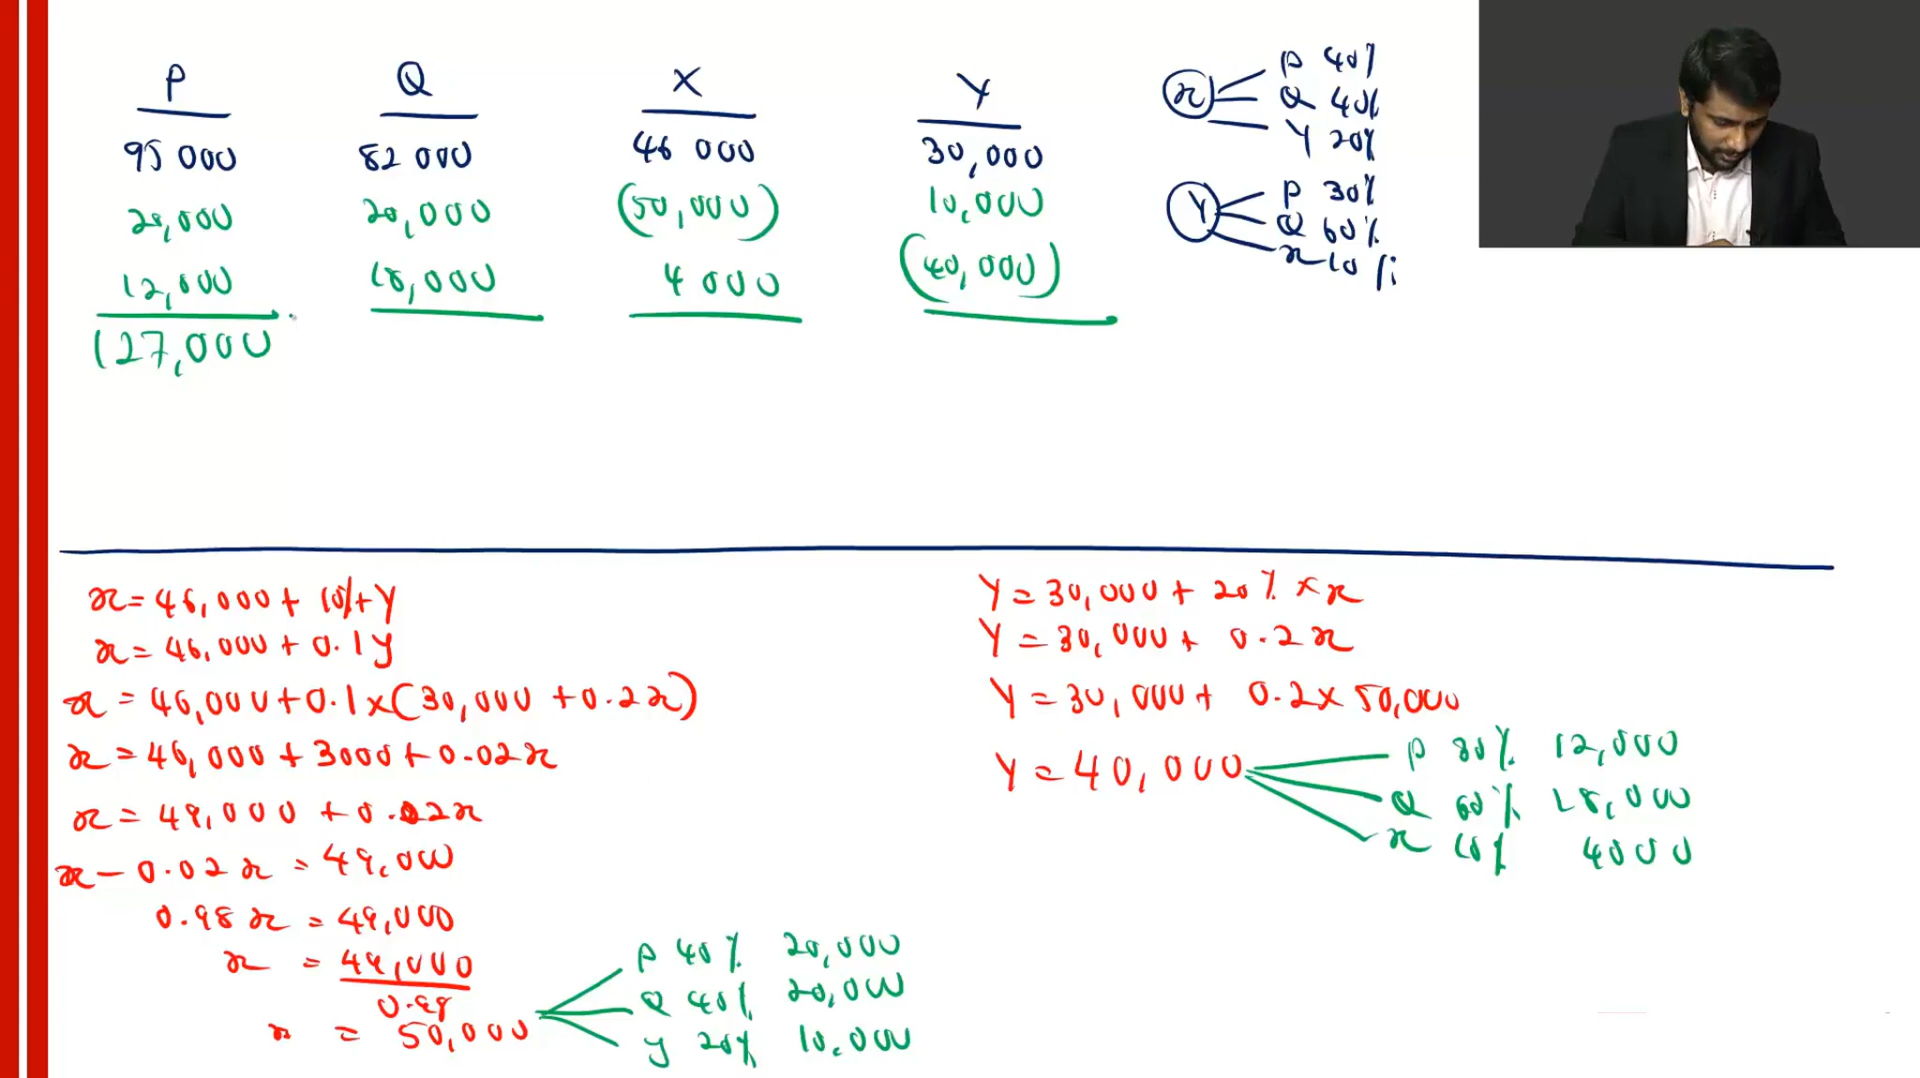 P Q X Y
95 000 82 000 46 000 30,000
20,000 20,000 (50,000) 10,000
12,000 18,000 4 000 (40,000)
127,000
x P 40%
Q 40%
Y 20%
Y P 30%
Q 60%
x 10%
x = 46,000 + 10% + Y
x = 46,000 + 0.1y
x = 46,000 + 0.1 x (30,000 + 0.2x)
x = 46,000 + 3000 + 0.02x
x = 49,000 + 0.02x
x - 0.02x = 49,000
0.98x = 49,000
x = 49,000
0.98
x = 50,000
P 40% 20,000
Q 40% 20,000
y 20% 10,000
Y = 30,000 + 20% x x
Y = 30,000 + 0.2x
Y = 30,000 + 0.2 x 50,000
Y = 40,000
P 30% 12,000
Q 60% 18,000
x 10% 4000